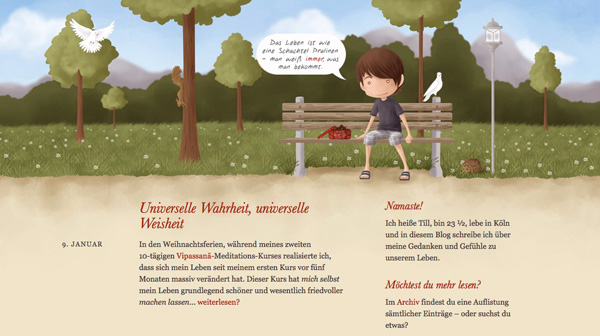 Das Leben ist wie
eine Schachtel Pralinen
– man weiß immer, was
man bekommt.
Universelle Wahrheit, universelle
Weisheit
9. JANUAR
In den Weihnachtsferien, während meines zweiten
10-tägigen Vipassanā-Meditations-Kurses realisierte ich,
dass sich mein Leben seit meinem ersten Kurs vor fünf
Monaten massiv verändert hat. Dieser Kurs hat mich selbst
mein Leben grundlegend schöner und wesentlich friedvoller
machen lassen... weiterlesen?
Namaste!
Ich heiße Till, bin 23 ½, lebe in Köln
und in diesem Blog schreibe ich über
meine Gedanken und Gefühle zu
unserem Leben.
Möchtest du mehr lesen?
Im Archiv findest du eine Auflistung
sämtlicher Einträge – oder suchst du
etwas?